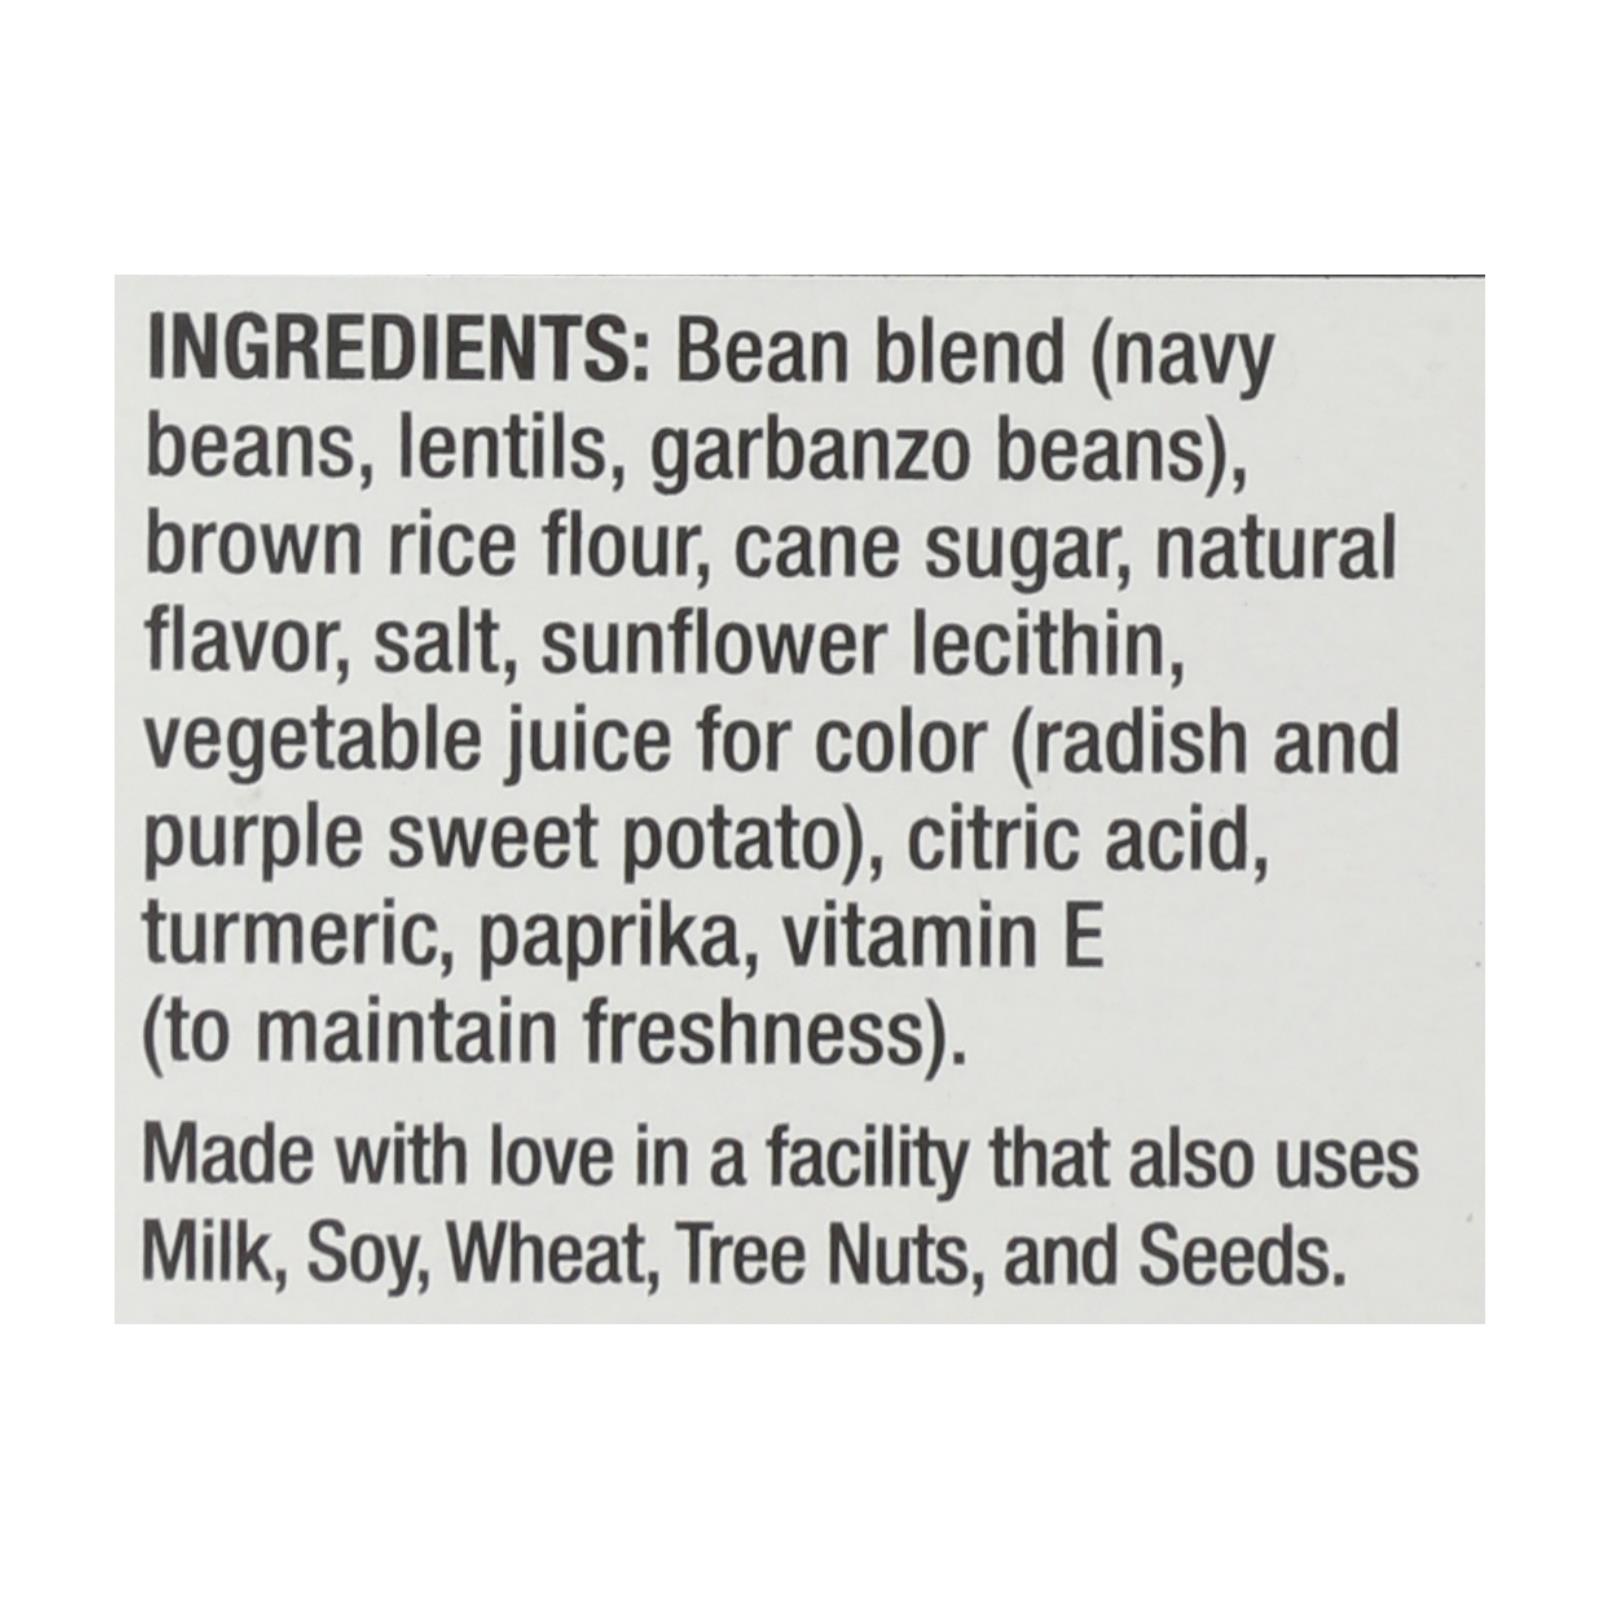 INGREDIENTS: Bean blend (navy
beans, lentils, garbanzo beans),
brown rice flour, cane sugar, natural
flavor, salt, sunflower lecithin,
vegetable juice for color (radish and
purple sweet potato), citric acid,
turmeric, paprika, vitamin E
(to maintain freshness).
Made with love in a facility that also uses
Milk, Soy, Wheat, Tree Nuts, and Seeds.